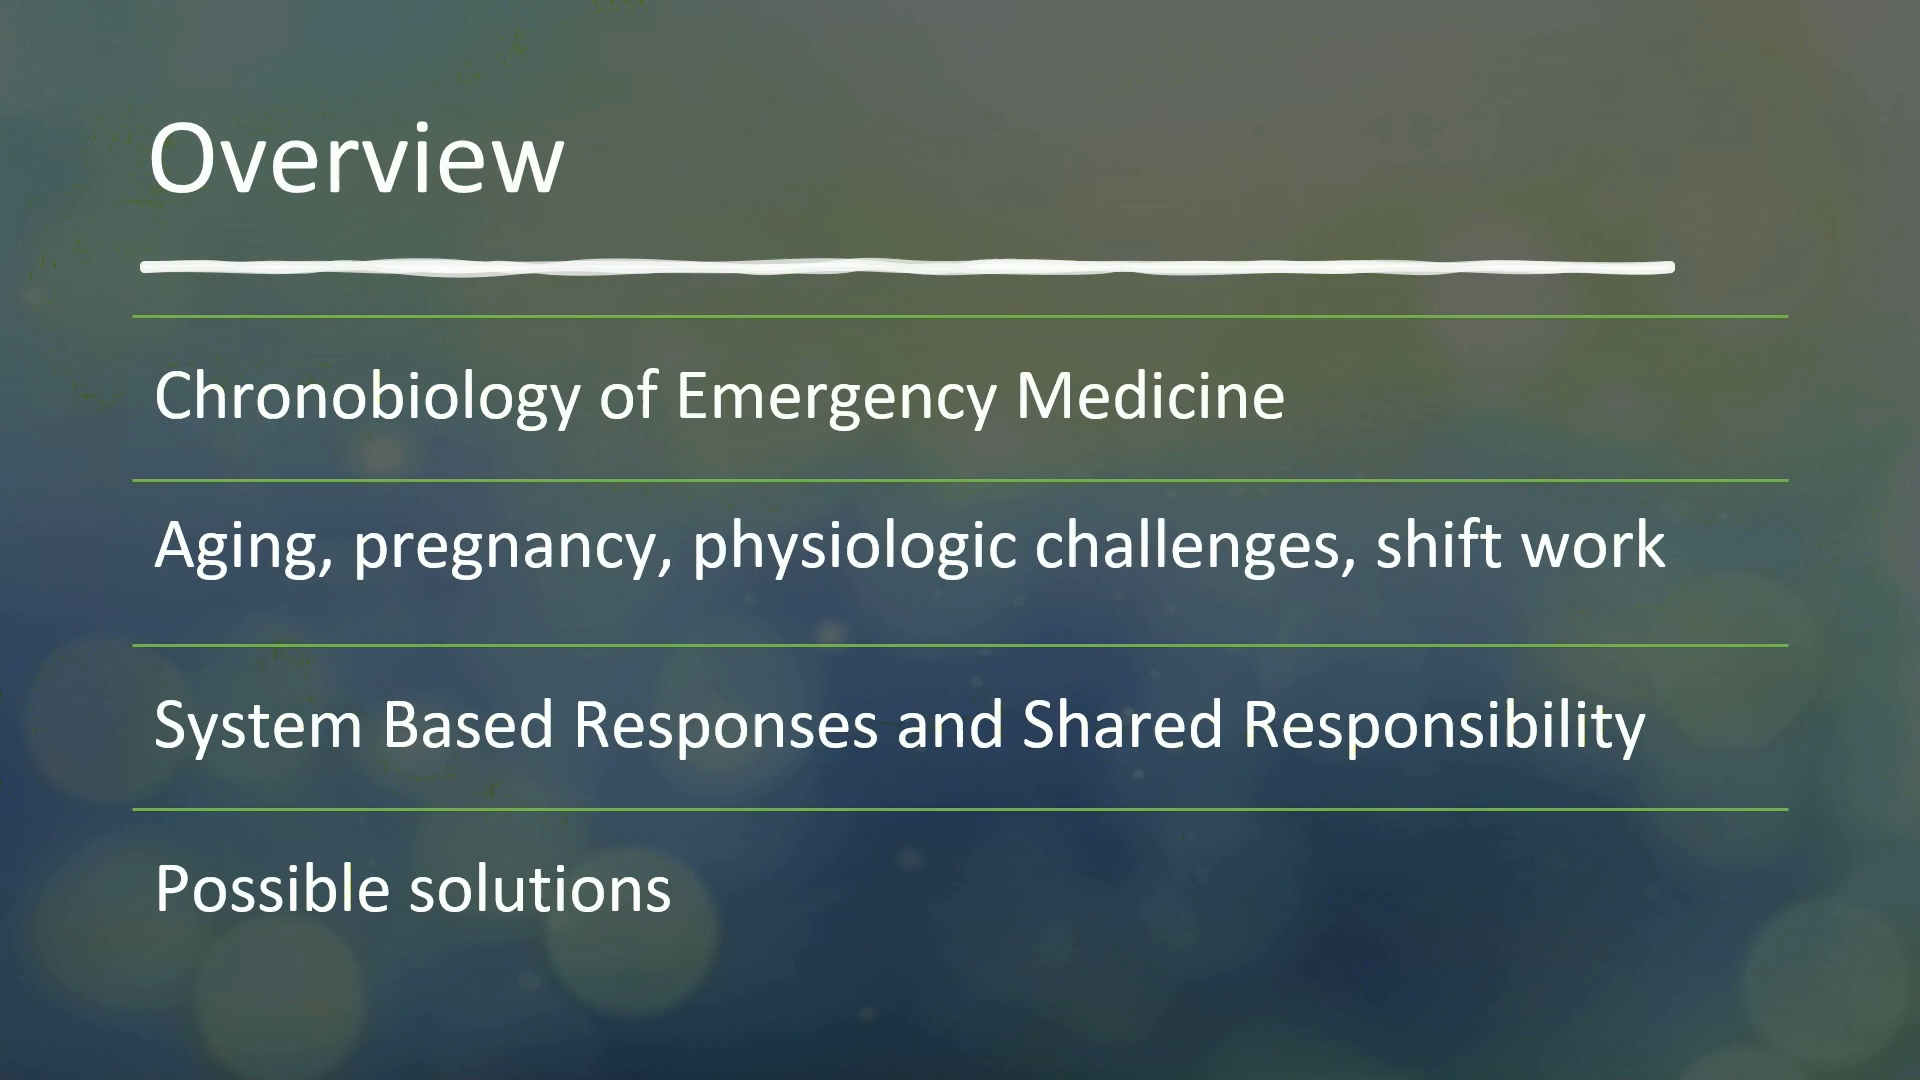 Overview
Chronobiology of Emergency Medicine
Aging, pregnancy, physiologic challenges, shift work
System Based Responses and Shared Responsibility
Possible solutions